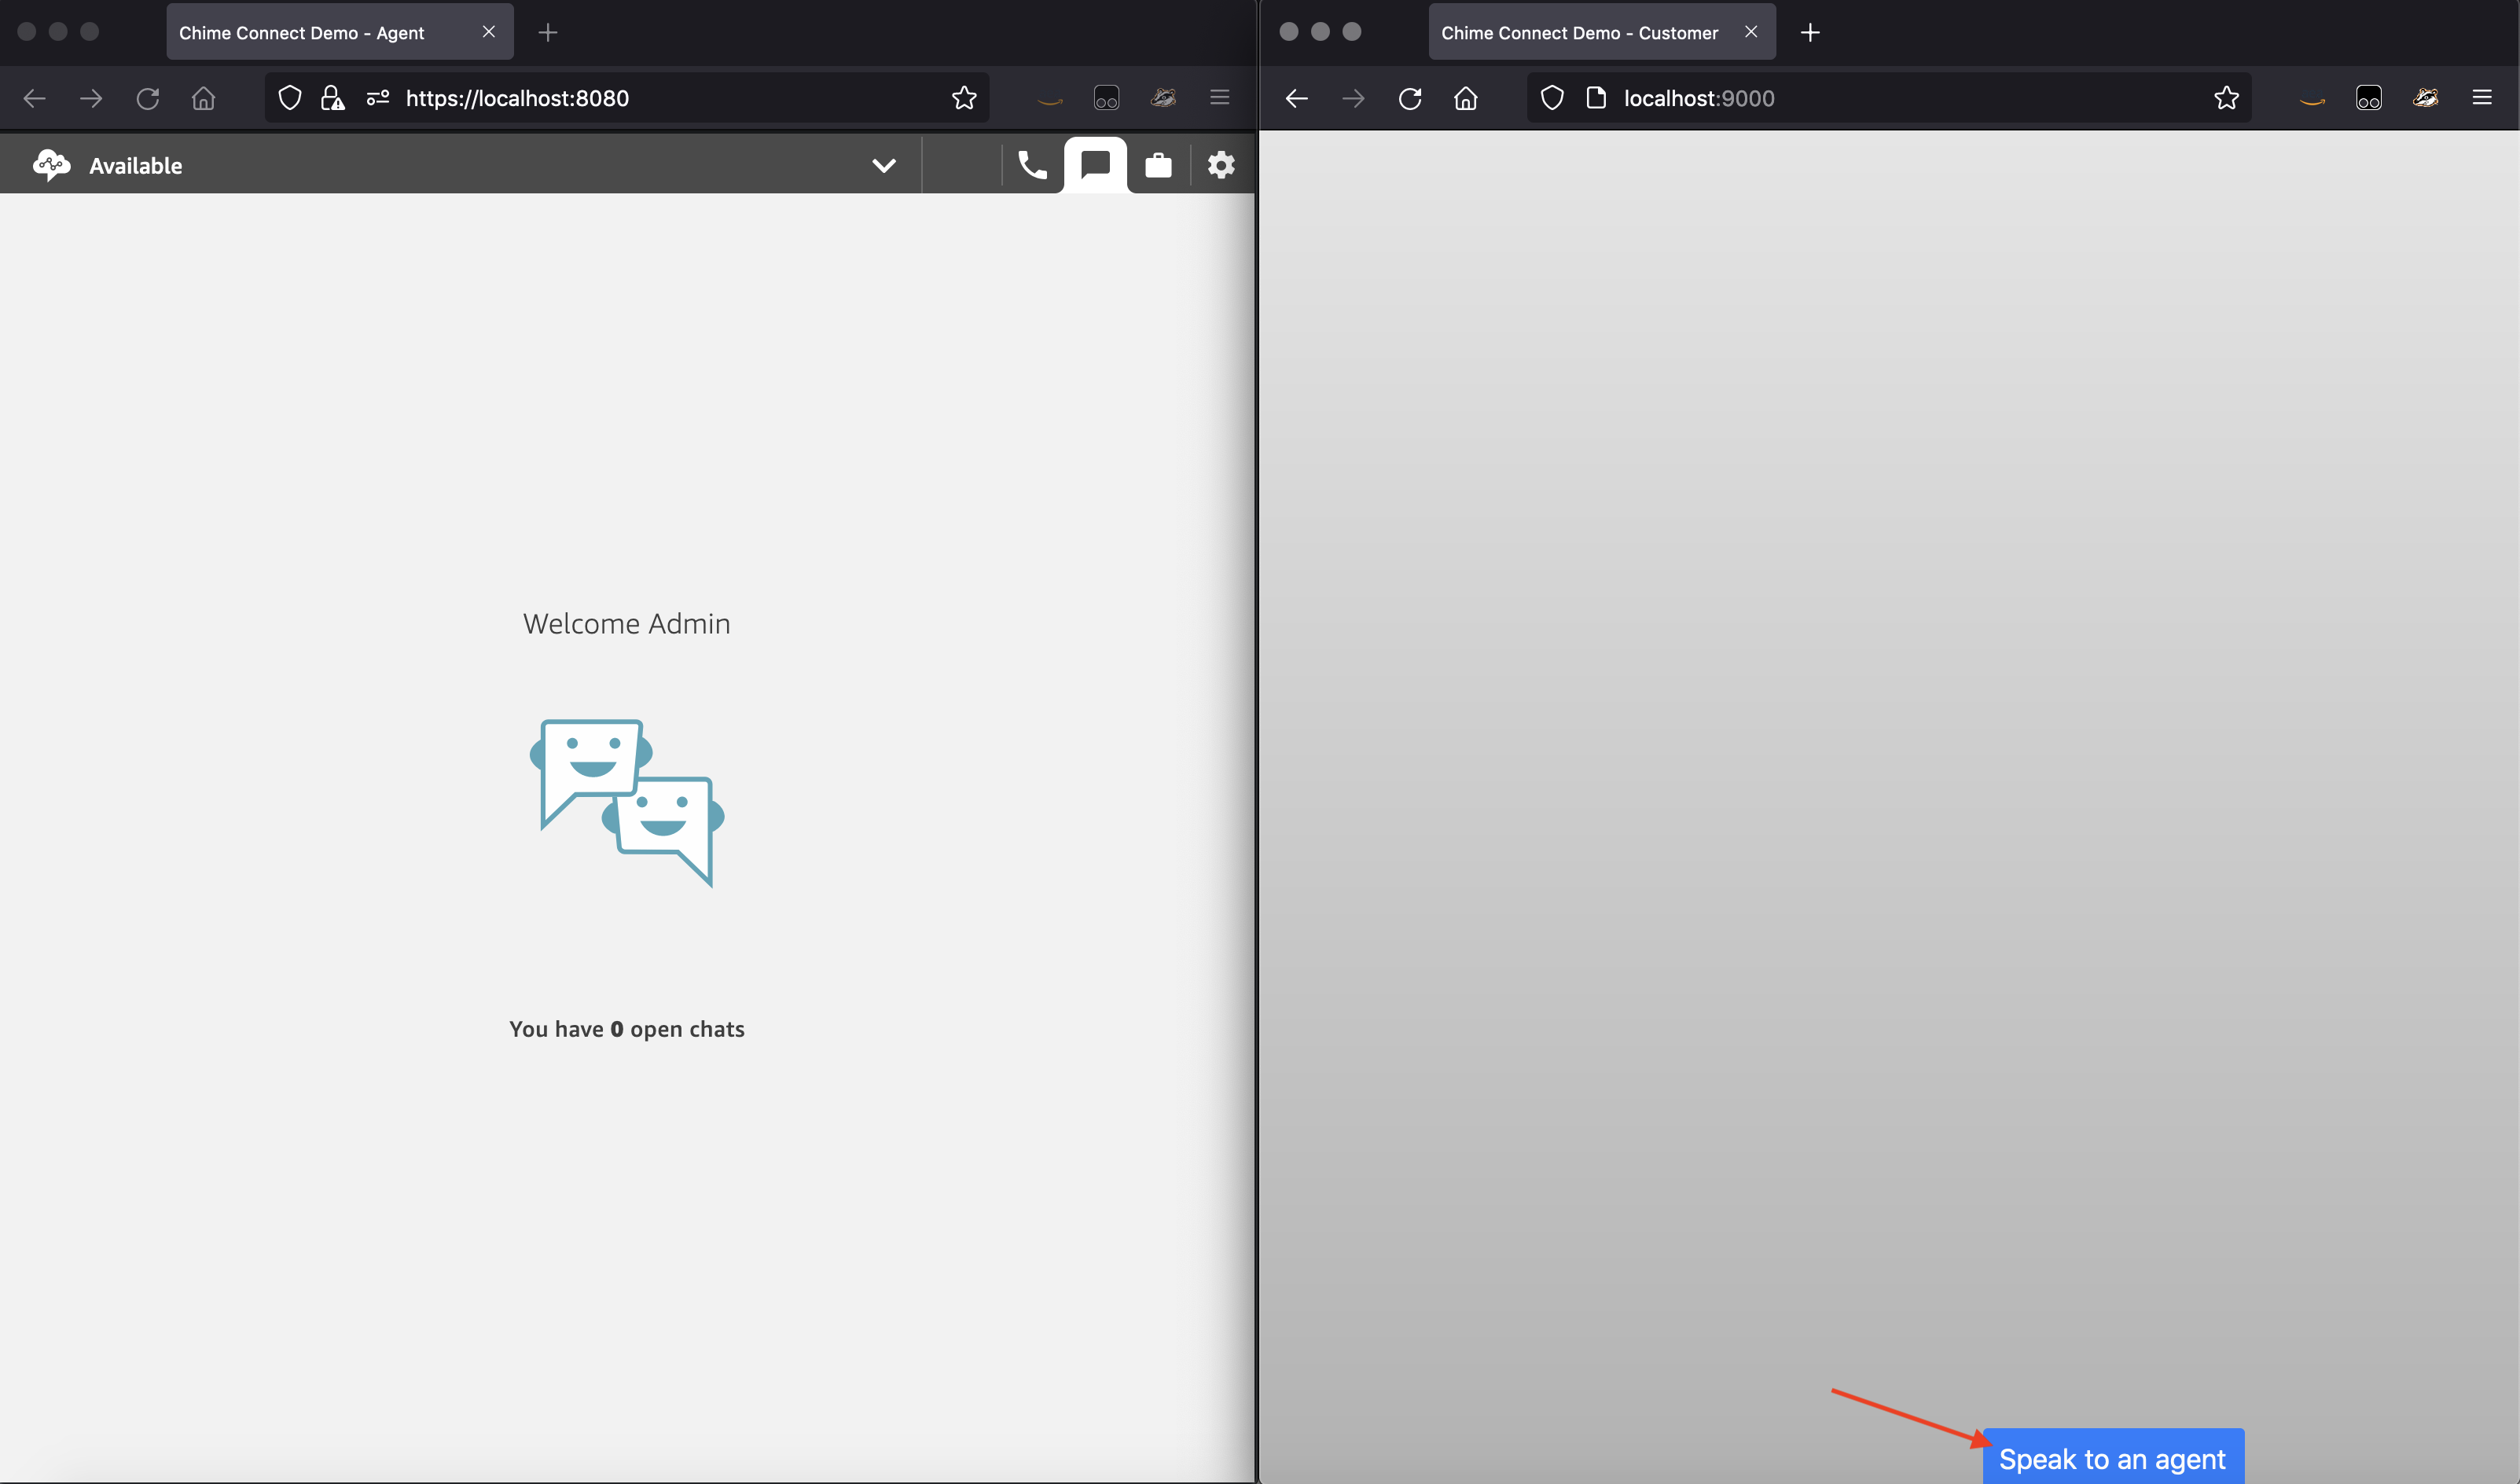 Chime Connect Demo - Agent
https://localhost:8080
Available
Welcome Admin
You have 0 open chats
Chime Connect Demo - Customer
localhost:9000
Speak to an agent